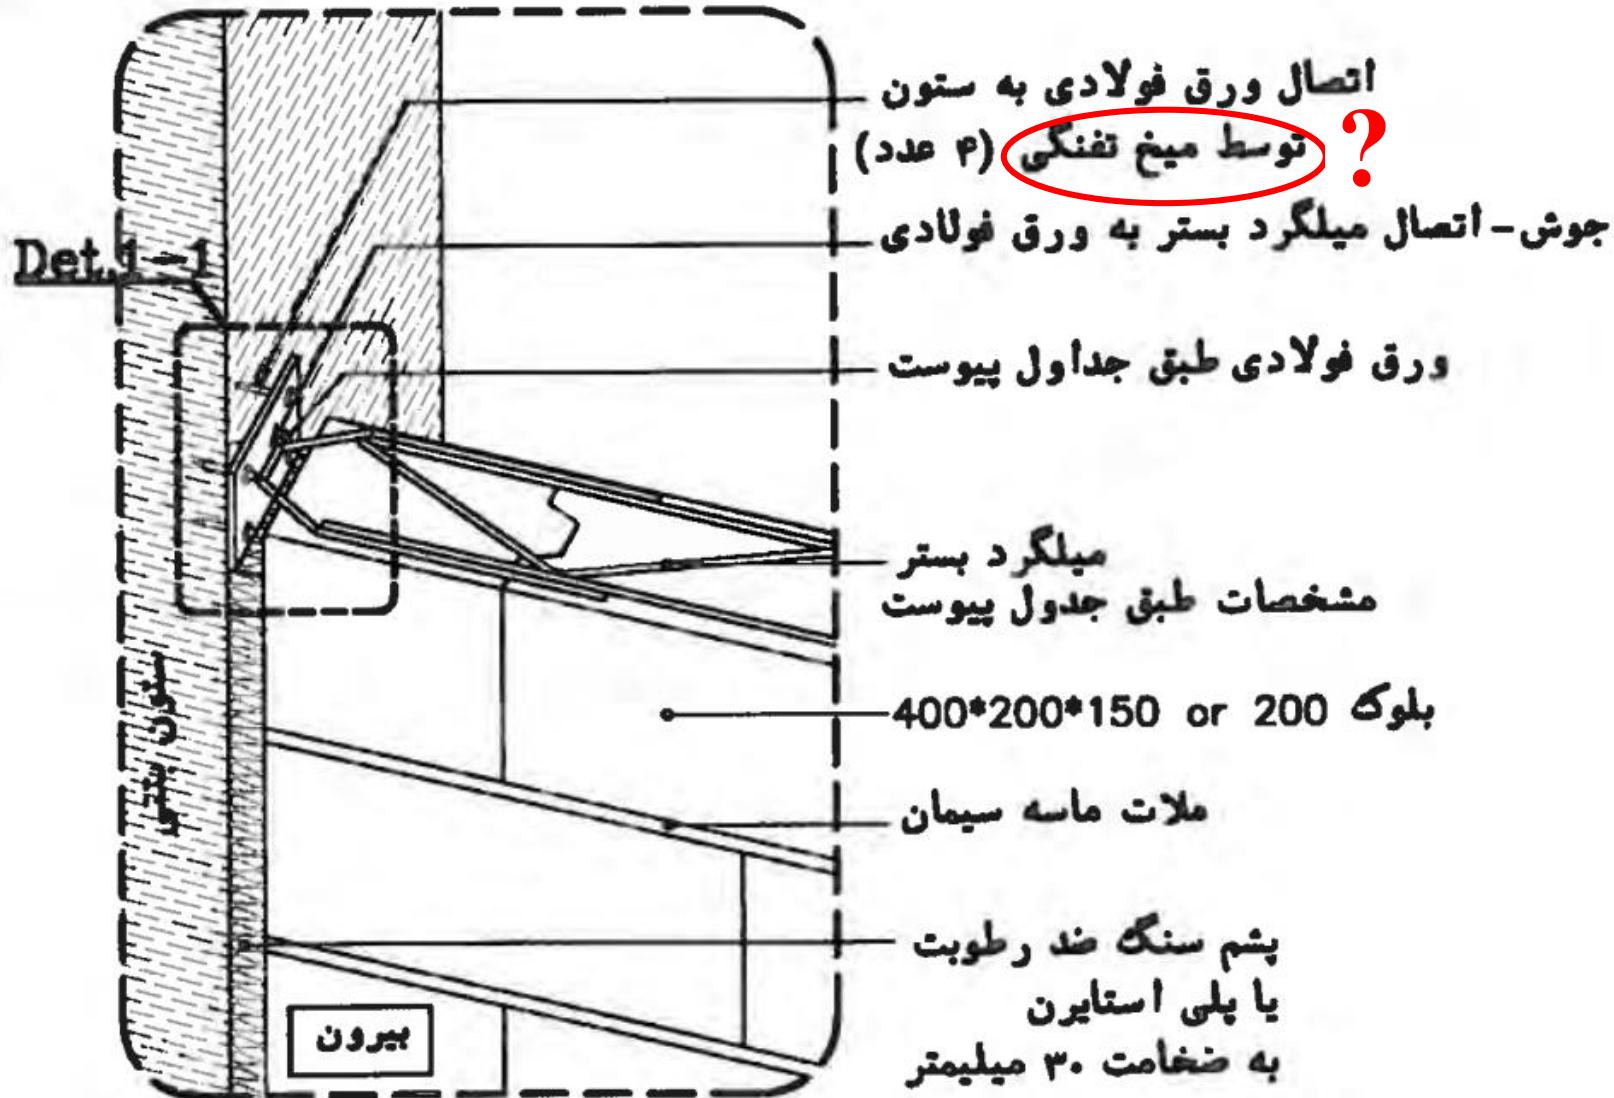 اتصال ورق فولادی به ستون
توسط میخ تفنگی (۴ عدد)
?
جوش-اتصال میلگرد بستر به ورق فولادی
Det.1-1
ورق فولادی طبق جداول پیوست
میلگرد بستر
مشخصات طبق جدول پیوست
بلوک 400*200*150 or 200
ستون بتنی
ملات ماسه سیمان
پشم سنگ ضد رطوبت
یا پلی استایرن
به ضخامت ۳۰ میلیمتر
بیرون